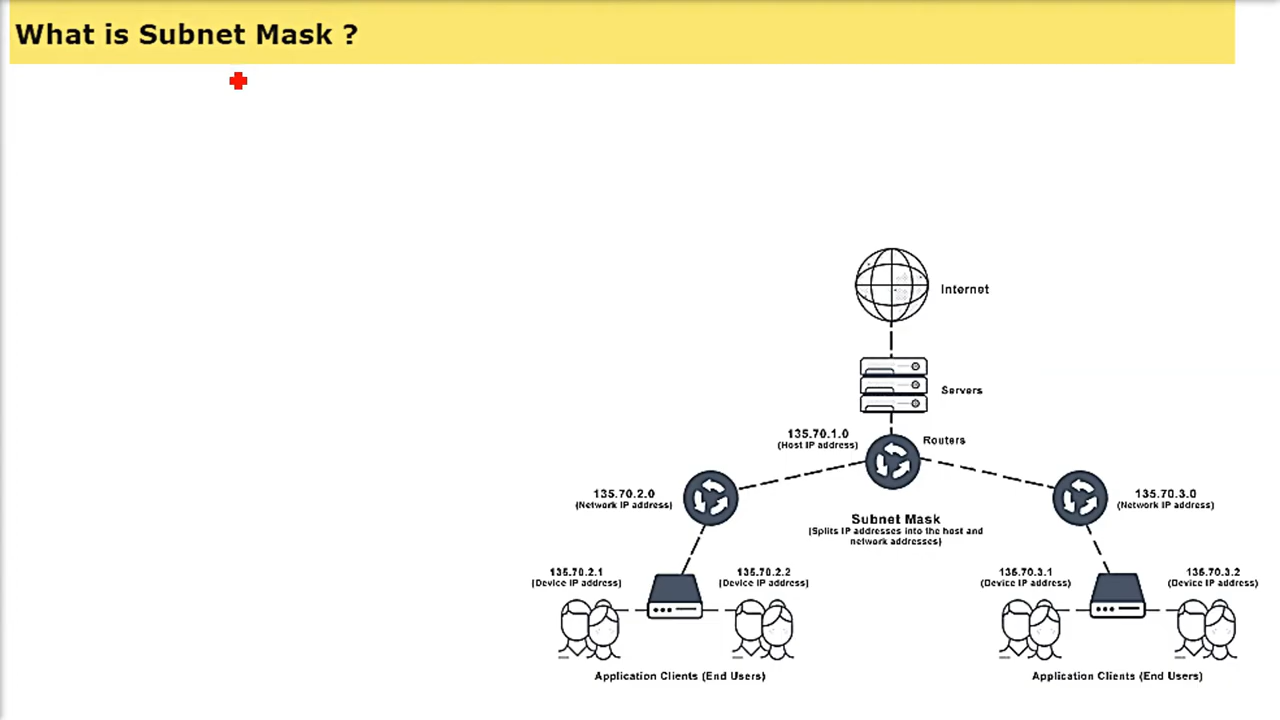 What is Subnet Mask ?
Internet
Servers
135.70.1.0
(Host IP address)
Routers
135.70.2.0
(Network IP address)
135.70.3.0
(Network IP address)
Subnet Mask
(Splits IP addresses into the host and
network addresses)
135.70.2.1
(Device IP address)
135.70.2.2
(Device IP address)
135.70.3.1
(Device IP address)
135.70.3.2
(Device IP address)
Application Clients (End Users)
Application Clients (End Users)